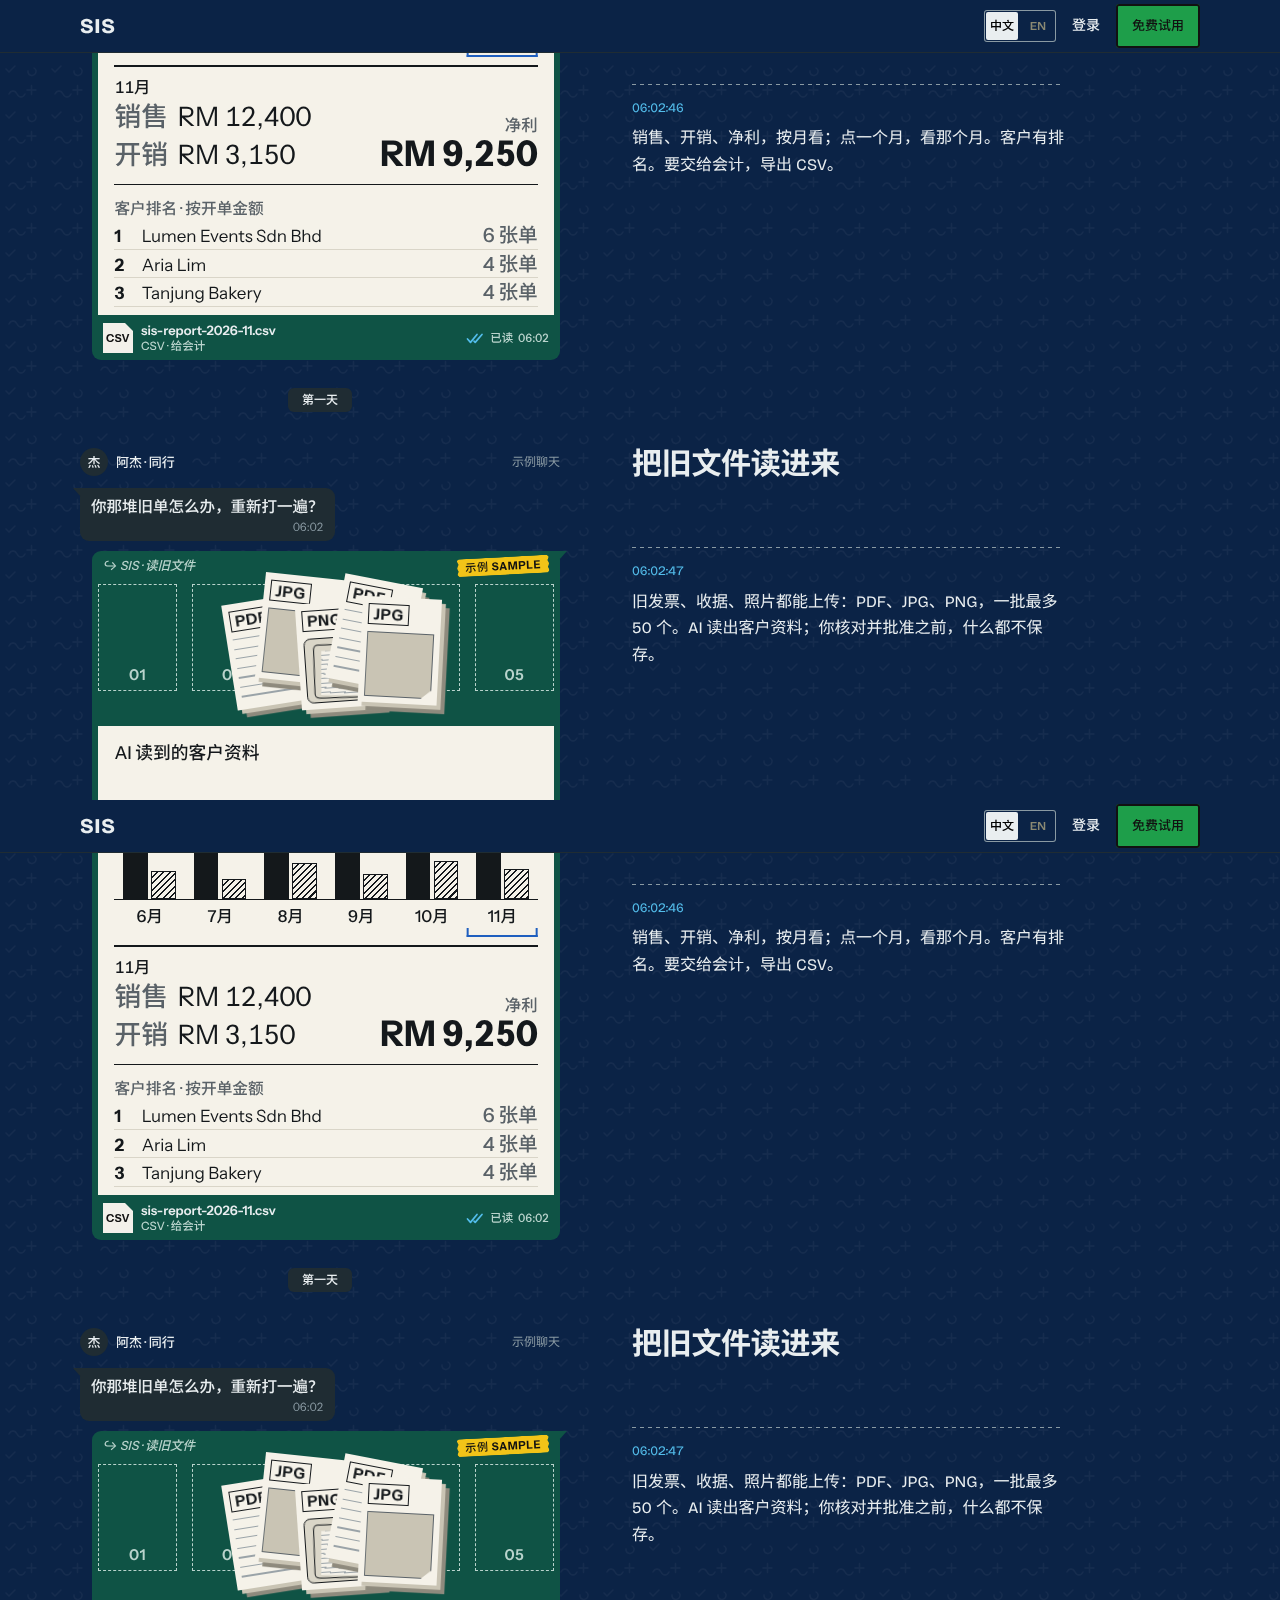 SIS
中文 EN 登录 免费试用
11月
销售 RM 12,400
开销 RM 3,150
净利
RM 9,250
客户排名·按开单金额
1 Lumen Events Sdn Bhd 6 张单
2 Aria Lim 4 张单
3 Tanjung Bakery 4 张单
CSV
sis-report-2026-11.csv
CSV·给会计
已读 06:02
06:02:46
销售、开销、净利，按月看；点一个月，看那个月。客户有排
名。要交给会计，导出 CSV。
第一天
杰 阿杰·同行 示例聊天
你那堆旧单怎么办，重新打一遍？
06:02
SIS·读旧文件
示例 SAMPLE
JPG
PDF
PNG
JPG
01
05
AI 读到的客户资料
把旧文件读进来
06:02:47
旧发票、收据、照片都能上传：PDF、JPG、PNG，一批最多
50 个。AI 读出客户资料；你核对并批准之前，什么都不保
存。
SIS
中文 EN 登录 免费试用
6月 7月 8月 9月 10月 11月
11月
销售 RM 12,400
开销 RM 3,150
净利
RM 9,250
客户排名·按开单金额
1 Lumen Events Sdn Bhd 6 张单
2 Aria Lim 4 张单
3 Tanjung Bakery 4 张单
CSV
sis-report-2026-11.csv
CSV·给会计
已读 06:02
06:02:46
销售、开销、净利，按月看；点一个月，看那个月。客户有排
名。要交给会计，导出 CSV。
第一天
杰 阿杰·同行 示例聊天
你那堆旧单怎么办，重新打一遍？
06:02
SIS·读旧文件
示例 SAMPLE
JPG
PDF
PNG
JPG
01
05
把旧文件读进来
06:02:47
旧发票、收据、照片都能上传：PDF、JPG、PNG，一批最多
50 个。AI 读出客户资料；你核对并批准之前，什么都不保
存。